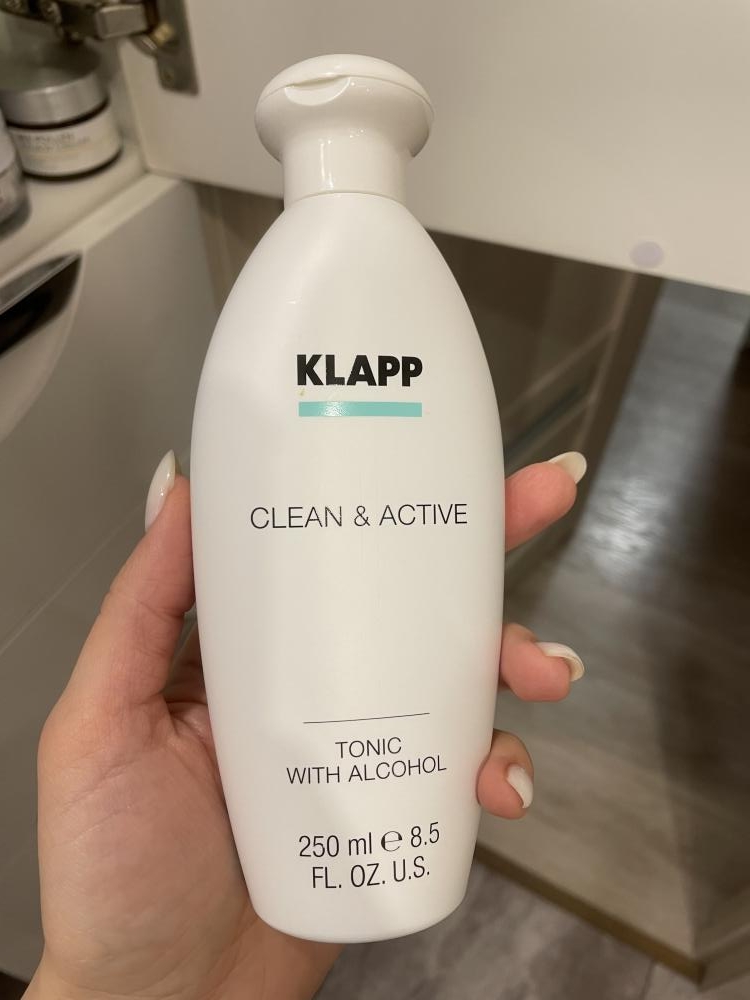 KLAPP
CLEAN & ACTIVE
TONIC
WITH ALCOHOL
250 ml ℮ 8.5
FL. OZ. U.S.